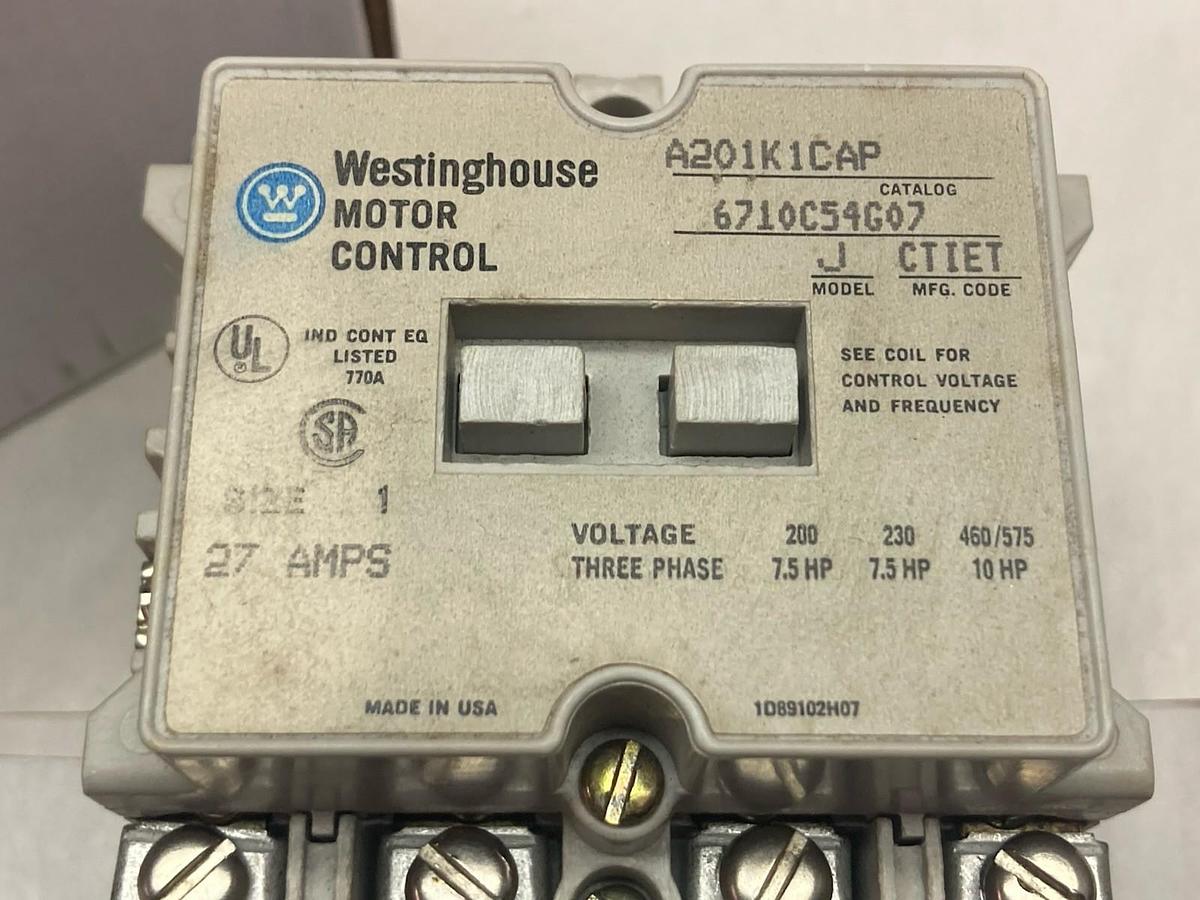 Westinghouse
MOTOR
CONTROL
A201K1CAP
CATALOG
6710C54G07
J CTIET
MODEL MFG. CODE
UL
IND CONT EQ
LISTED
770A
SA
SEE COIL FOR
CONTROL VOLTAGE
AND FREQUENCY
SIZE 1
27 AMPS
VOLTAGE 200 230 460/575
THREE PHASE 7.5 HP 7.5 HP 10 HP
MADE IN USA
1D89102H07